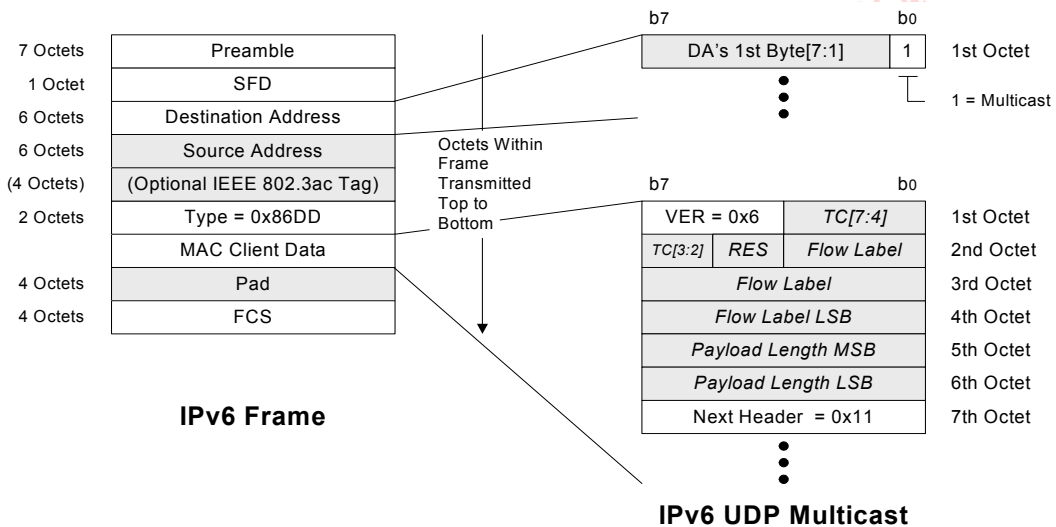 b7 b0
7 Octets Preamble
1 Octet SFD
6 Octets Destination Address
6 Octets Source Address
(4 Octets) (Optional IEEE 802.3ac Tag)
2 Octets Type = 0x86DD
MAC Client Data
4 Octets Pad
4 Octets FCS
IPv6 Frame
Octets Within
Frame
Transmitted
Top to
Bottom
DA's 1st Byte[7:1] 1 1st Octet
1 = Multicast
b7 b0
VER = 0x6 TC[7:4] 1st Octet
TC[3:2] RES Flow Label 2nd Octet
Flow Label 3rd Octet
Flow Label LSB 4th Octet
Payload Length MSB 5th Octet
Payload Length LSB 6th Octet
Next Header = 0x11 7th Octet
IPv6 UDP Multicast